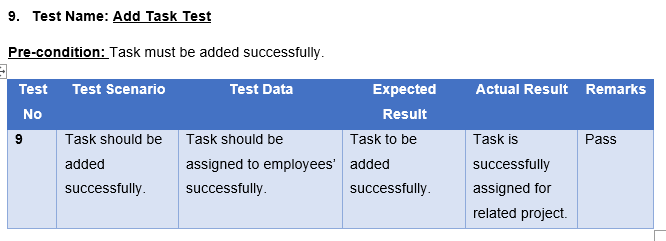 9. Test Name: Add Task Test
Pre-condition: Task must be added successfully.
Test No
Test Scenario
Test Data
Expected Result
Actual Result
Remarks
9
Task should be
added
successfully.
Task should be
assigned to employees’
successfully.
Task to be
added
successfully.
Task is
successfully
assigned for
related project.
Pass